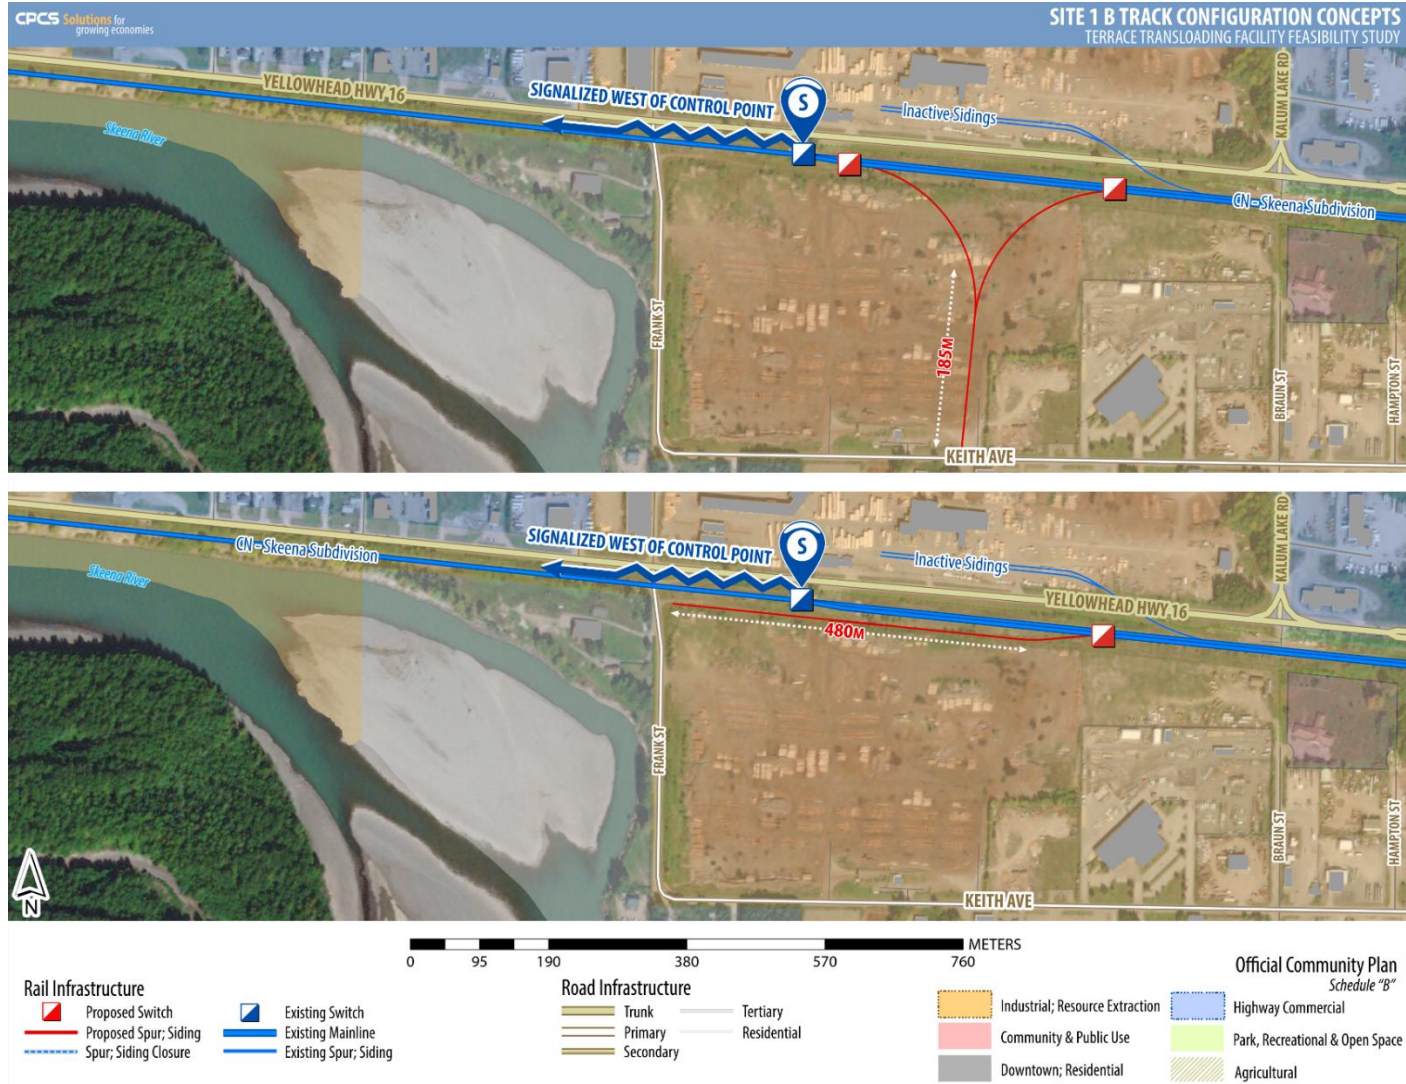 CPCS Solutions for
growing economies
SITE 1 B TRACK CONFIGURATION CONCEPTS
TERRACE TRANSLOADING FACILITY FEASIBILITY STUDY
YELLOWHEAD HWY 16
SIGNALIZED WEST OF CONTROL POINT
S
Inactive Sidings
KALUM LAKE RD
Skeena River
CN - Skeena Subdivision
FRANK ST
185M
BRAUN ST
HAMPTON ST
KEITH AVE
CN - Skeena Subdivision
SIGNALIZED WEST OF CONTROL POINT
S
Inactive Sidings
KALUM LAKE RD
Skeena River
YELLOWHEAD HWY 16
480M
FRANK ST
BRAUN ST
HAMPTON ST
KEITH AVE
N
METERS
0 95 190 380 570 760
Rail Infrastructure
Proposed Switch
Proposed Spur; Siding
Spur; Siding Closure
Existing Switch
Existing Mainline
Existing Spur; Siding
Road Infrastructure
Trunk
Primary
Secondary
Tertiary
Residential
Official Community Plan
Schedule "B"
Industrial; Resource Extraction
Community & Public Use
Downtown; Residential
Highway Commercial
Park, Recreational & Open Space
Agricultural